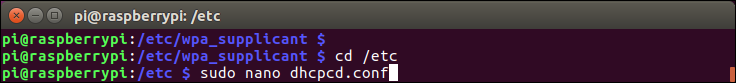 pi@raspberrypi: /etc
pi@raspberrypi:/etc/wpa_supplicant $
pi@raspberrypi:/etc/wpa_supplicant $ cd /etc
pi@raspberrypi:/etc $ sudo nano dhcpcd.conf